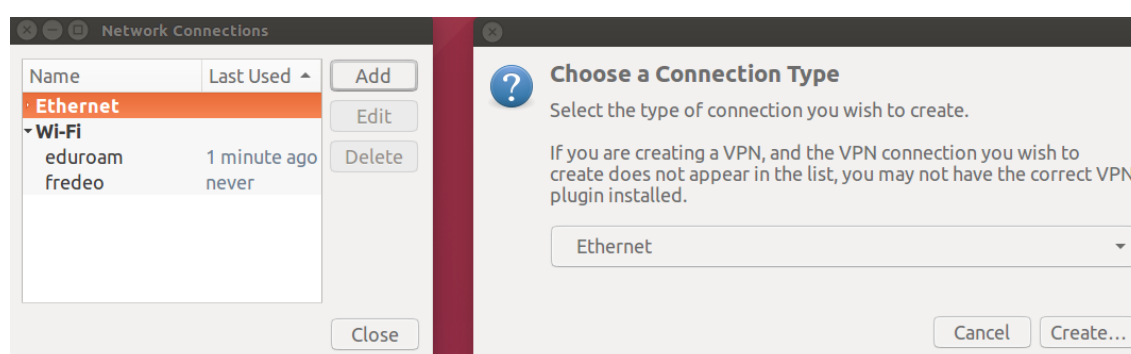 Network Connections
Name Last Used Add
Ethernet Edit
Wi-Fi
eduroam 1 minute ago Delete
fredeo never
Close
Choose a Connection Type
Select the type of connection you wish to create.
If you are creating a VPN, and the VPN connection you wish to
create does not appear in the list, you may not have the correct VPN
plugin installed.
Ethernet
Cancel Create...